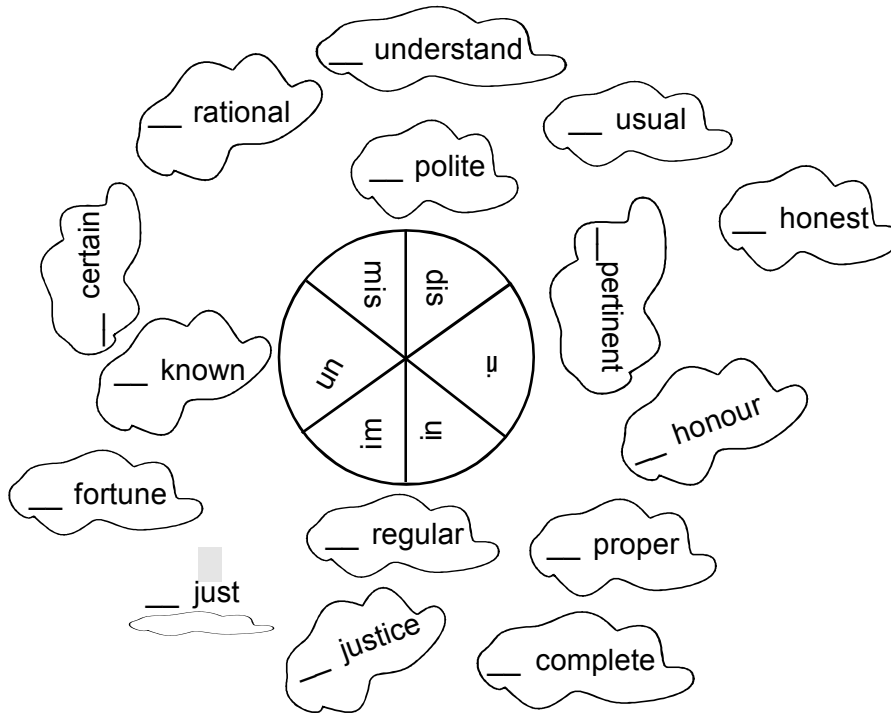 __ understand
__ rational
__ usual
__ polite
__ honest
__ certain
__pertinent
mis
dis
__ known
un
ir
__ honour
im
in
__ fortune
__ regular
__ proper
__ just
__ justice
__ complete